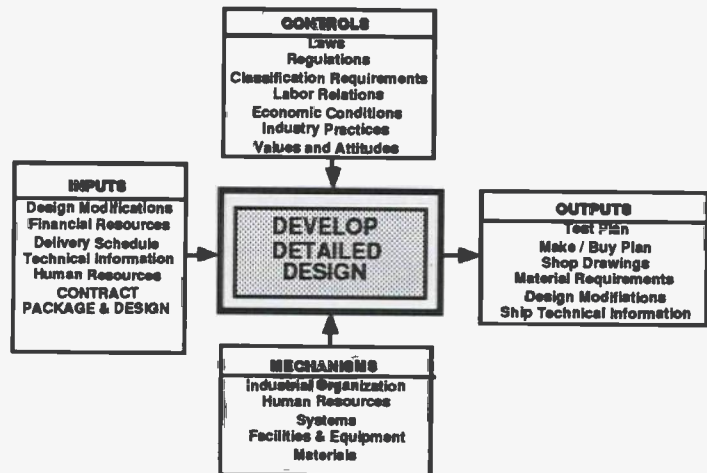 CONTROLS
Laws
Regulations
Classification Requirements
Labor Relations
Economic Conditions
Industry Practices
Values and Attitudes
INPUTS
Design Modifications
Financial Resources
Delivery Schedule
Technical Information
Human Resources
CONTRACT
PACKAGE & DESIGN
DEVELOP
DETAILED
DESIGN
OUTPUTS
Test Plan
Make / Buy Plan
Shop Drawings
Material Requirements
Design Modifiations
Ship Technical Information
MECHANISMS
Industrial Organization
Human Resources
Systems
Facilities & Equipment
Materials